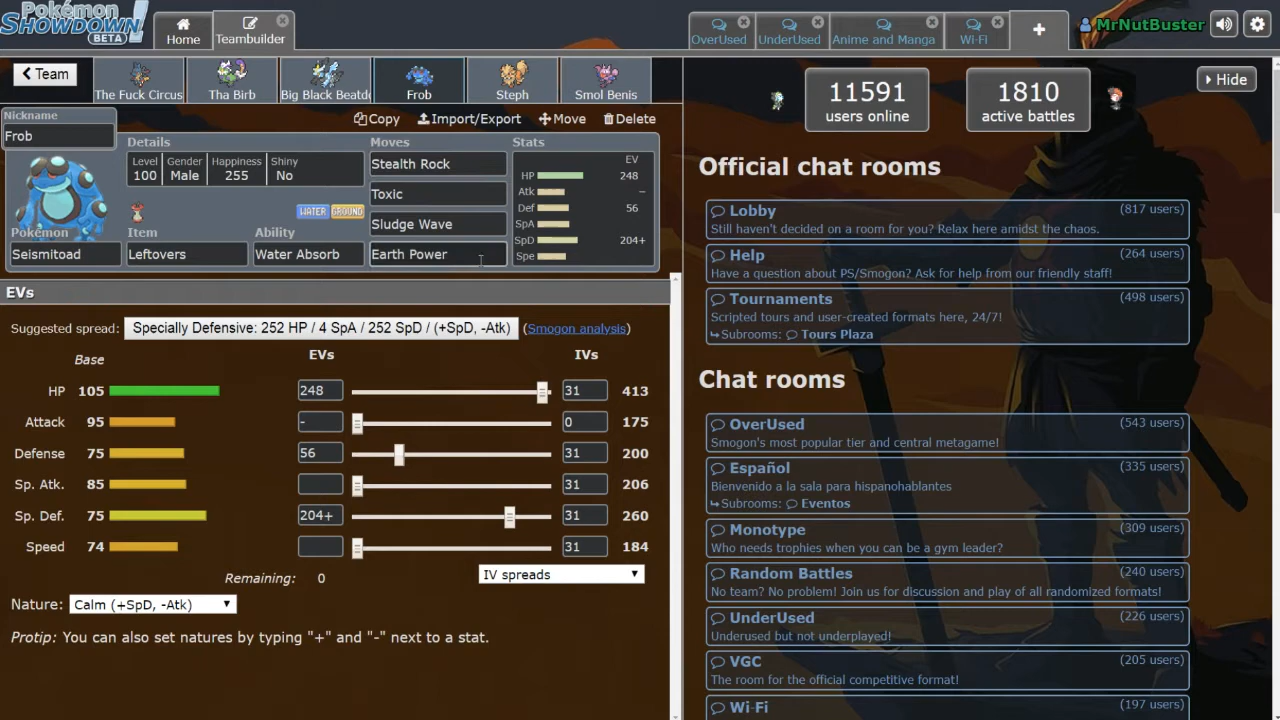 Pokémon
SHOWDOWN!
BETA
Home
Teambuilder
OverUsed
UnderUsed
Anime and Manga
Wi-Fi
+
MrNutBuster
< Team
The Fuck Circus
Tha Birb
Big Black Beatd
Frob
Steph
Smol Benis
Nickname
Frob
Copy
Import/Export
Move
Delete
Details
Level
100
Gender
Male
Happiness
255
Shiny
No
WATER GROUND
Pokémon
Seismitoad
Item
Leftovers
Ability
Water Absorb
Moves
Stealth Rock
Toxic
Sludge Wave
Earth Power
Stats
EV
HP 248
Atk –
Def 56
SpA
SpD 204+
Spe
EVs
Suggested spread: Specially Defensive: 252 HP / 4 SpA / 252 SpD / (+SpD, -Atk) (Smogon analysis)
Base EVs IVs
HP 105 248 31 413
Attack 95 - 0 175
Defense 75 56 31 200
Sp. Atk. 85 31 206
Sp. Def. 75 204+ 31 260
Speed 74 31 184
Remaining: 0 IV spreads
Nature: Calm (+SpD, -Atk)
Protip: You can also set natures by typing "+" and "-" next to a stat.
11591
users online
1810
active battles
Hide
Official chat rooms
Lobby (817 users)
Still haven't decided on a room for you? Relax here amidst the chaos.
Help (264 users)
Have a question about PS/Smogon? Ask for help from our friendly staff!
Tournaments (498 users)
Scripted tours and user-created formats here, 24/7!
↳Subrooms: Tours Plaza
Chat rooms
OverUsed (543 users)
Smogon's most popular tier and central metagame!
Español (335 users)
Bienvenido a la sala para hispanohablantes
↳Subrooms: Eventos
Monotype (309 users)
Who needs trophies when you can be a gym leader?
Random Battles (240 users)
No team? No problem! Join us for discussion and play of all randomized formats!
UnderUsed (226 users)
Underused but not underplayed!
VGC (205 users)
The room for the official competitive format!
Wi-Fi (197 users)